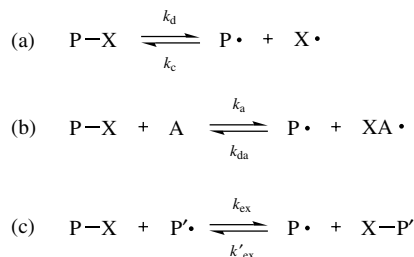 (a) P–X ⇌ P• + X•
k_d
k_c
(b) P–X + A ⇌ P• + XA•
k_a
k_da
(c) P–X + P'• ⇌ P• + X–P'
k_ex
k'_ex